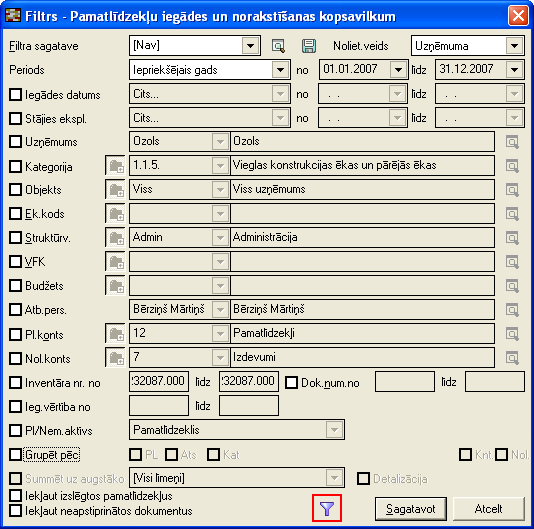 Filtrs - Pamatlīdzekļu iegādes un norakstīšanas kopsavilkum
Filtra sagatave [Nav] Noliet.veids Uzņēmuma
Periods Iepriekšējais gads no 01.01.2007 līdz 31.12.2007
Iegādes datums Cits... no . . līdz . .
Stājies ekspl. Cits... no . . līdz . .
Uzņēmums Ozols Ozols
Kategorija 1.1.5. Vieglas konstrukcijas ēkas un pārējās ēkas
Objekts Viss Viss uzņēmums
Ek.kods
Struktūrv. Admin Administrācija
VFK
Budžets
Atb.pers. Bērziņš Mārtiņš Bērziņš Mārtiņš
Pl.konts 12 Pamatlīdzekļi
Nol.konts 7 Izdevumi
Inventāra nr. no 32087.000 līdz 32087.000 Dok.num.no līdz
Ieg.vērtība no līdz
Pl/Nem.aktīvs Pamatlīdzeklis
Grupēt pēc PL Ats Kat Knt Nol.
Summēt uz augstāko [Visi līmeņi] Detalizācija
Iekļaut izslēgtos pamatlīdzekļus
Iekļaut neapstiprinātos dokumentus
Sagatavot Atcelt